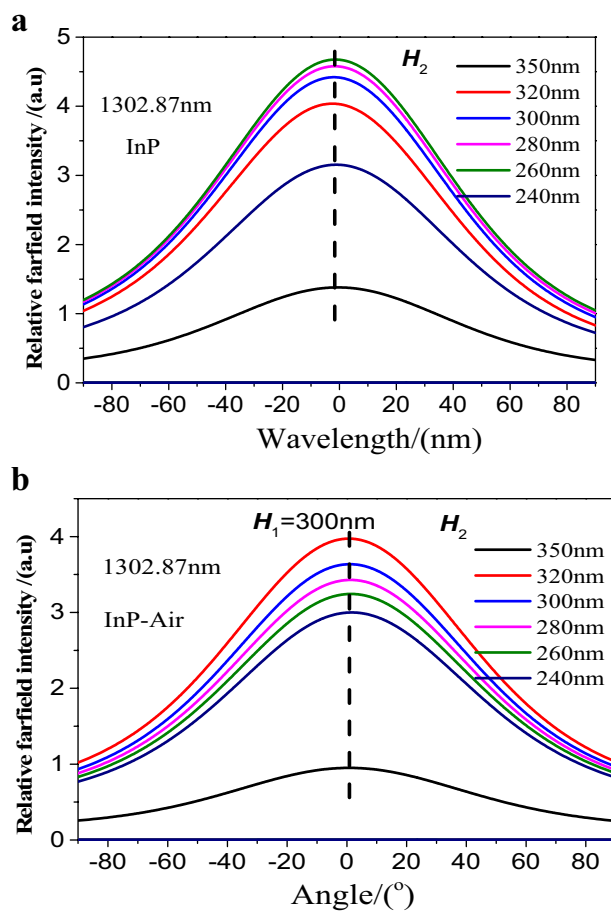 a
5
4
3
2
1
0
Relative farfield intensity /(a.u)
1302.87nm
InP
H2
350nm
320nm
300nm
280nm
260nm
240nm
-80 -60 -40 -20 0 20 40 60 80
Wavelength/(nm)
b
4
3
2
1
0
Relative farfield intensity /(a.u)
H1=300nm
H2
1302.87nm
InP-Air
350nm
320nm
300nm
280nm
260nm
240nm
-80 -60 -40 -20 0 20 40 60 80
Angle/(o)